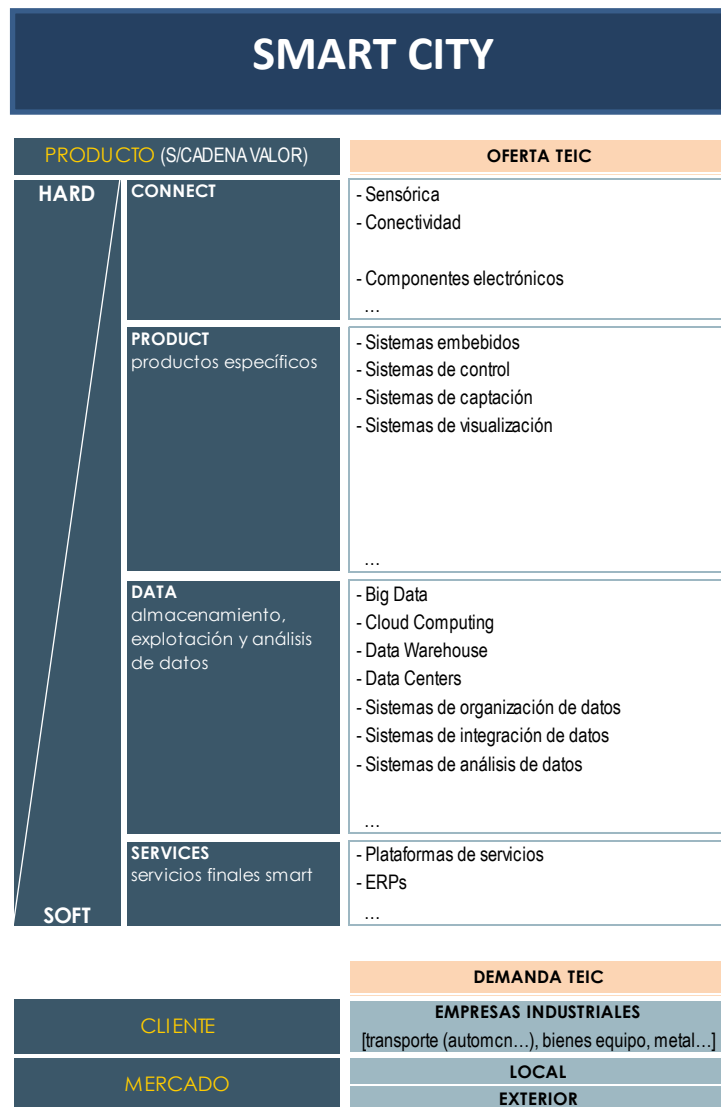 SMART CITY
PRODUCTO (S/CADENA VALOR)
OFERTA TEIC
HARD
CONNECT
- Sensórica
- Conectividad
- Componentes electrónicos
…
PRODUCT
productos específicos
- Sistemas embebidos
- Sistemas de control
- Sistemas de captación
- Sistemas de visualización
…
DATA
almacenamiento,
explotación y análisis
de datos
- Big Data
- Cloud Computing
- Data Warehouse
- Data Centers
- Sistemas de organización de datos
- Sistemas de integración de datos
- Sistemas de análisis de datos
…
SERVICES
servicios finales smart
- Plataformas de servicios
- ERPs
…
SOFT
DEMANDA TEIC
CLIENTE
EMPRESAS INDUSTRIALES
[transporte (automcn…), bienes equipo, metal…]
MERCADO
LOCAL
EXTERIOR